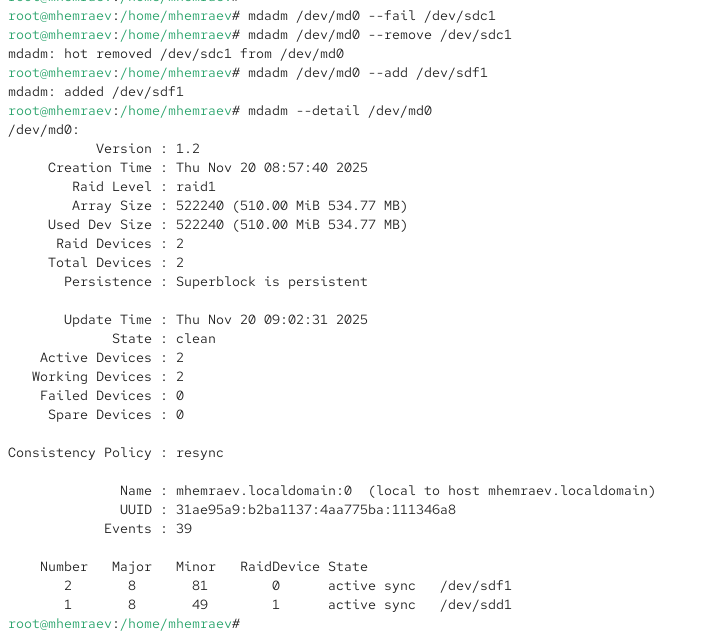 root@mhemraev:/home/mhemraev# mdadm /dev/md0 --fail /dev/sdc1
root@mhemraev:/home/mhemraev# mdadm /dev/md0 --remove /dev/sdc1
mdadm: hot removed /dev/sdc1 from /dev/md0
root@mhemraev:/home/mhemraev# mdadm /dev/md0 --add /dev/sdf1
mdadm: added /dev/sdf1
root@mhemraev:/home/mhemraev# mdadm --detail /dev/md0
/dev/md0:
           Version : 1.2
     Creation Time : Thu Nov 20 08:57:40 2025
        Raid Level : raid1
        Array Size : 522240 (510.00 MiB 534.77 MB)
     Used Dev Size : 522240 (510.00 MiB 534.77 MB)
      Raid Devices : 2
     Total Devices : 2
       Persistence : Superblock is persistent

       Update Time : Thu Nov 20 09:02:31 2025
             State : clean
    Active Devices : 2
   Working Devices : 2
    Failed Devices : 0
     Spare Devices : 0

Consistency Policy : resync

              Name : mhemraev.localdomain:0  (local to host mhemraev.localdomain)
              UUID : 31ae95a9:b2ba1137:4aa775ba:111346a8
            Events : 39

    Number   Major   Minor   RaidDevice State
       2       8       81        0      active sync   /dev/sdf1
       1       8       49        1      active sync   /dev/sdd1
root@mhemraev:/home/mhemraev#